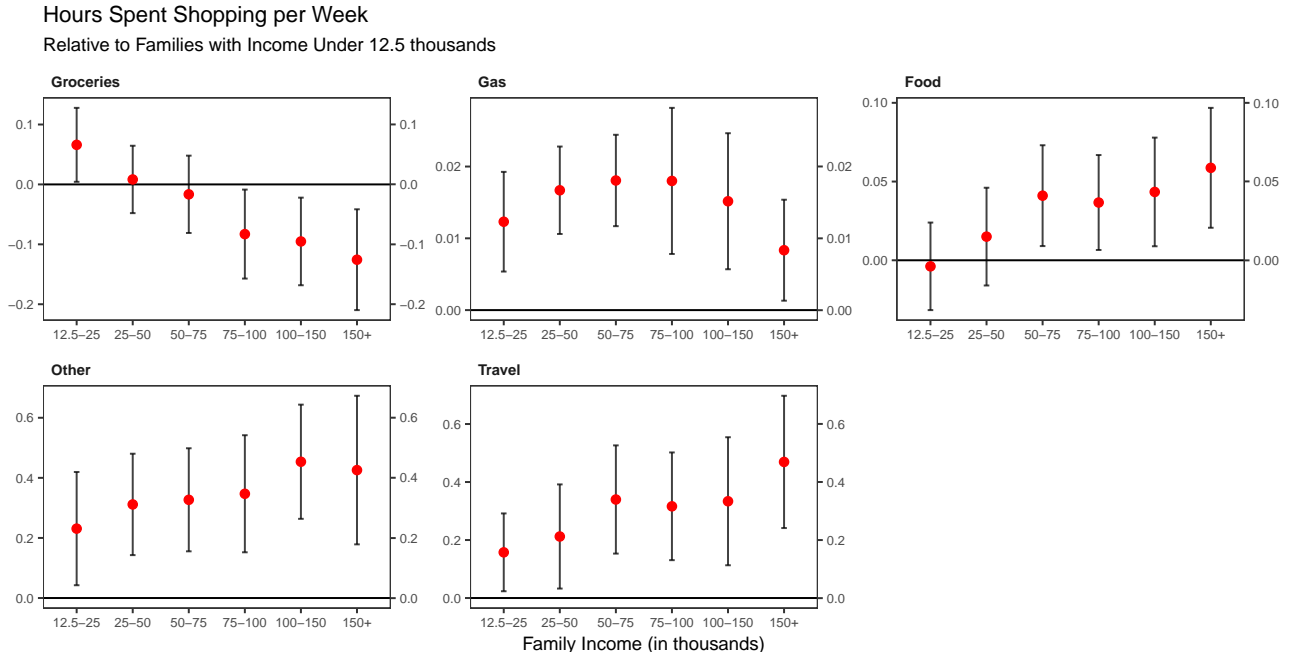 Hours Spent Shopping per Week
Relative to Families with Income Under 12.5 thousands
Groceries
0.1
0.0
−0.1
−0.2
0.1
0.0
−0.1
−0.2
12.5−25 25−50 50−75 75−100 100−150 150+
Gas
0.02
0.01
0.00
0.02
0.01
0.00
12.5−25 25−50 50−75 75−100 100−150 150+
Food
0.10
0.05
0.00
0.10
0.05
0.00
12.5−25 25−50 50−75 75−100 100−150 150+
Other
0.6
0.4
0.2
0.0
0.6
0.4
0.2
0.0
12.5−25 25−50 50−75 75−100 100−150 150+
Travel
0.6
0.4
0.2
0.0
0.6
0.4
0.2
0.0
12.5−25 25−50 50−75 75−100 100−150 150+
Family Income (in thousands)